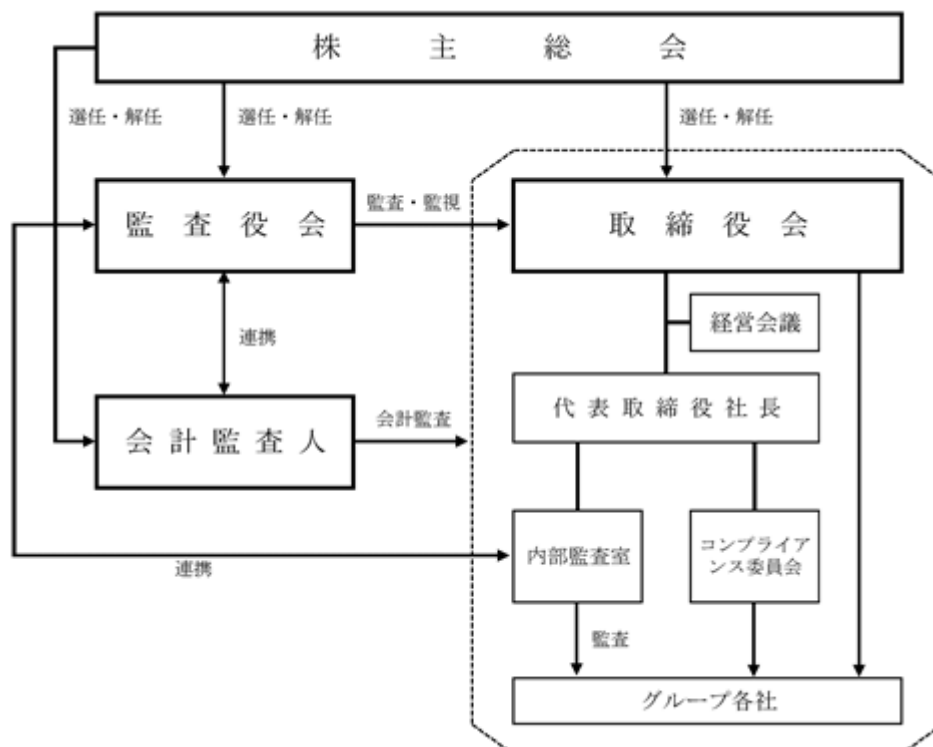 株主総会
選任・解任
選任・解任
選任・解任
監査役会
監査・監視
取締役会
経営会議
連携
代表取締役社長
会計監査人
会計監査
内部監査室
コンプライア
ンス委員会
連携
監査
グループ各社